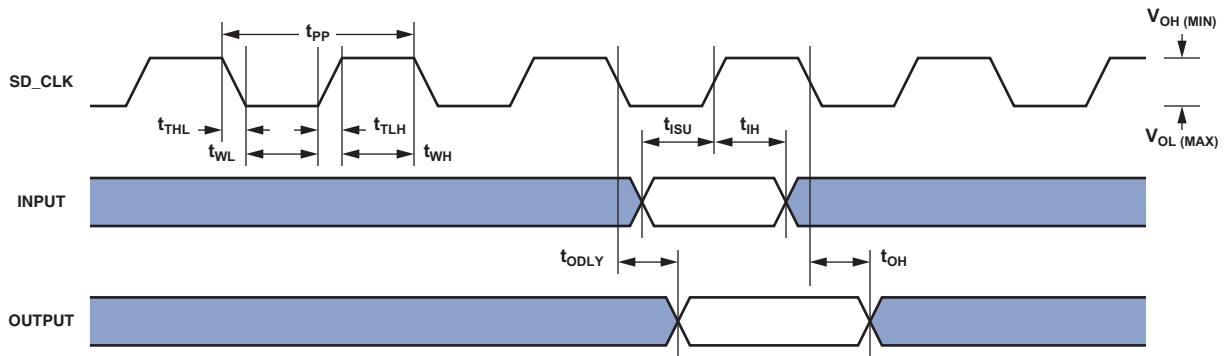 V_OH (MIN)
t_PP
SD_CLK
t_THL
t_TLH
t_ISU
t_IH
V_OL (MAX)
t_WL
t_WH
INPUT
t_ODLY
t_OH
OUTPUT